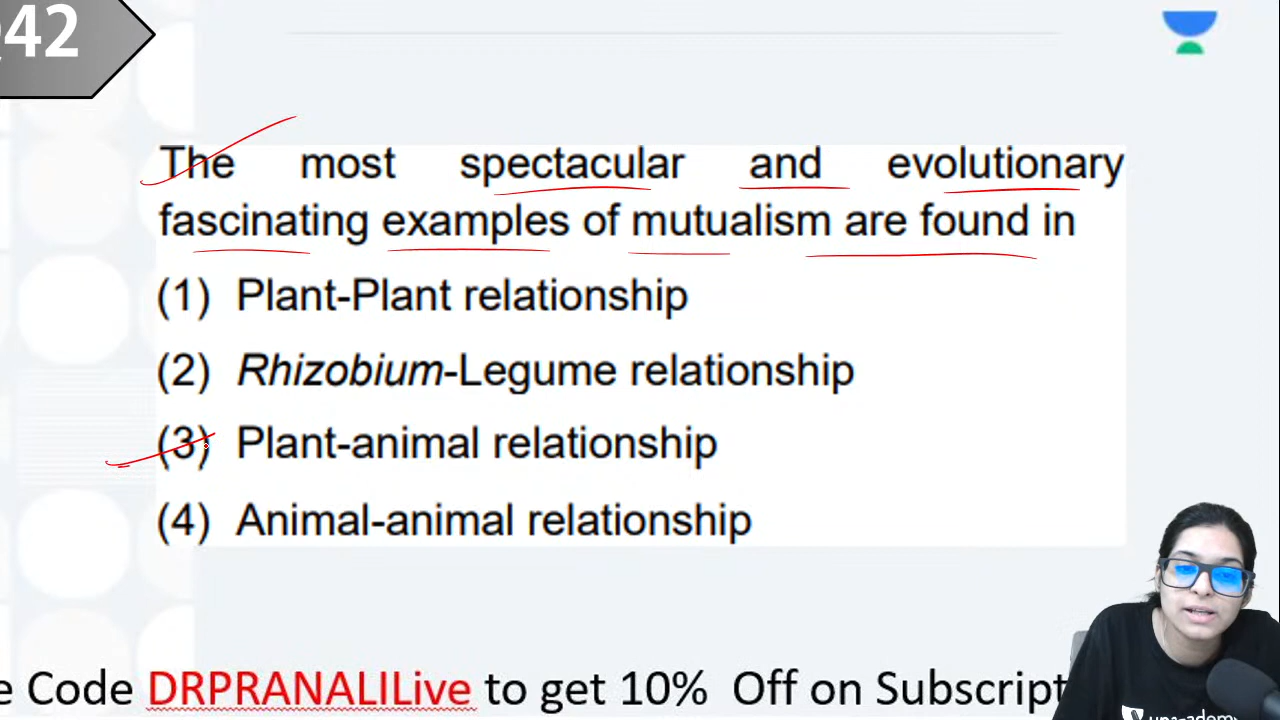 42
The most spectacular and evolutionary
fascinating examples of mutualism are found in
(1) Plant-Plant relationship
(2) Rhizobium-Legume relationship
(3) Plant-animal relationship
(4) Animal-animal relationship
e Code DRPRANALILive to get 10% Off on Subscript